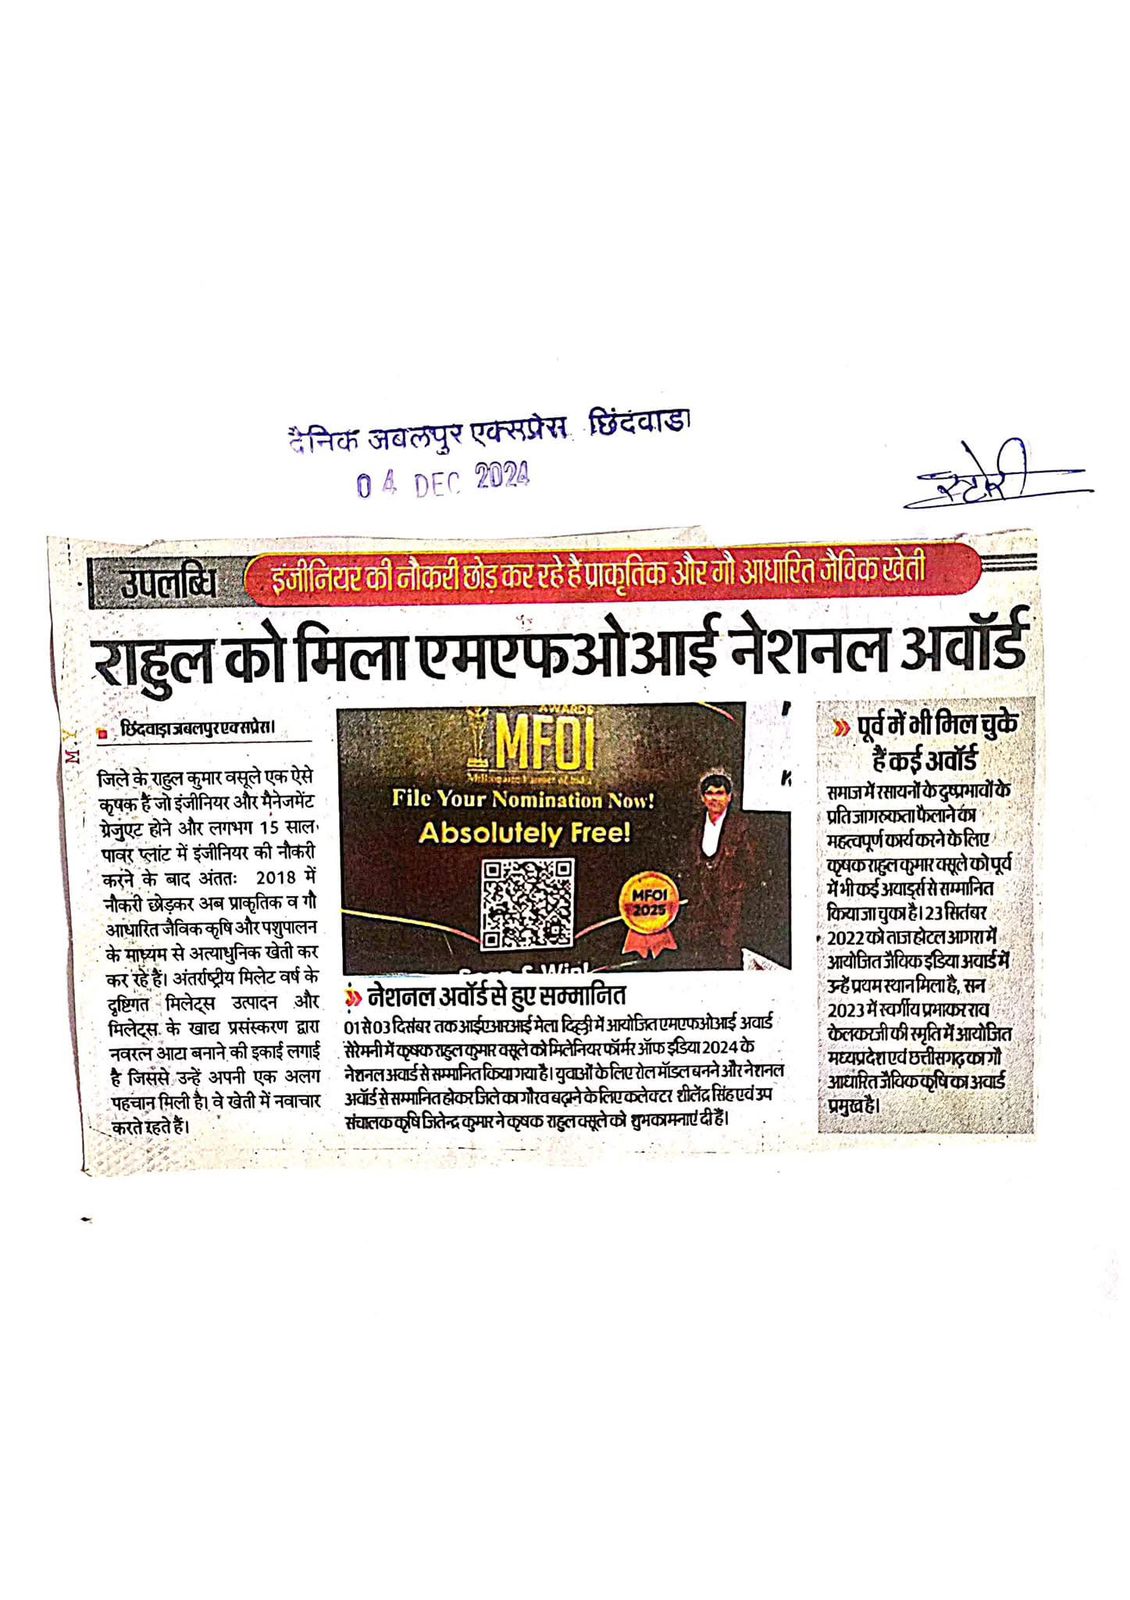 दैनिक जबलपुर एक्सप्रेस छिंदवाडा
04 DEC 2024
स्टोरी
उपलब्धि
इंजीनियर की नौकरी छोड़ कर रहे हैं प्राकृतिक और गौ आधारित जैविक खेती
राहुल को मिला एमएफओआई नेशनल अवॉर्ड
M.Y
छिंदवाड़ा जबलपुर एक्सप्रेस।
जिले के राहुल कुमार वसूले एक ऐसे
कृषक हैं जो इंजीनियर और मैनेजमेंट
ग्रेजुएट होने और लगभग 15 साल
पावर प्लांट में इंजीनियर की नौकरी
करने के बाद अंततः 2018 में
नौकरी छोड़कर अब प्राकृतिक व गौ
आधारित जैविक कृषि और पशुपालन
के माध्यम से अत्याधुनिक खेती कर
कर रहे हैं। अंतर्राष्ट्रीय मिलेट वर्ष के
दृष्टिगत मिलेट्स उत्पादन और
मिलेट्स के खाद्य प्रसंस्करण द्वारा
नवरत्न आटा बनाने की इकाई लगाई
है जिससे उन्हें अपनी एक अलग
पहचान मिली है। वे खेती में नवाचार
करते रहते हैं।
AWARDS
MFOI
Millionaire Farmer of India
File Your Nomination Now!
Absolutely Free!
MFOI
2025
Scan & Win!
नेशनल अवॉर्ड से हुए सम्मानित
01 से 03 दिसंबर तक आईएआरआई मेला दिल्ली में आयोजित एमएफओआई अवार्ड
सेरेमनी में कृषक राहुल कुमार वसूले को मिलेनियर फॉर्मर ऑफ इंडिया 2024 के
नेशनल अवार्ड से सम्मानित किया गया है। युवाओं के लिए रोल मॉडल बनने और नेशनल
अवॉर्ड से सम्मानित होकर जिले का गौरव बढ़ाने के लिए कलेक्टर शीलेंद्र सिंह एवं उप
संचालक कृषि जितेन्द्र कुमार ने कृषक राहुल वसूले को शुभकामनाएं दी हैं।
पूर्व में भी मिल चुके
हैं कई अवॉर्ड
समाज में रसायनों के दुष्प्रभावों के
प्रति जागरुकता फैलाने का
महत्वपूर्ण कार्य करने के लिए
कृषक राहुल कुमार वसूले को पूर्व
में भी कई अवार्ड्स से सम्मानित
किया जा चुका है। 23 सितंबर
2022 को ताज होटल आगरा में
आयोजित जैविक इंडिया अवार्ड में
उन्हें प्रथम स्थान मिला है, सन
2023 में स्वर्गीय प्रभाकर राव
केलकर जी की स्मृति में आयोजित
मध्यप्रदेश एवं छत्तीसगढ़ का गौ
आधारित जैविक कृषि का अवार्ड
प्रमुख है।